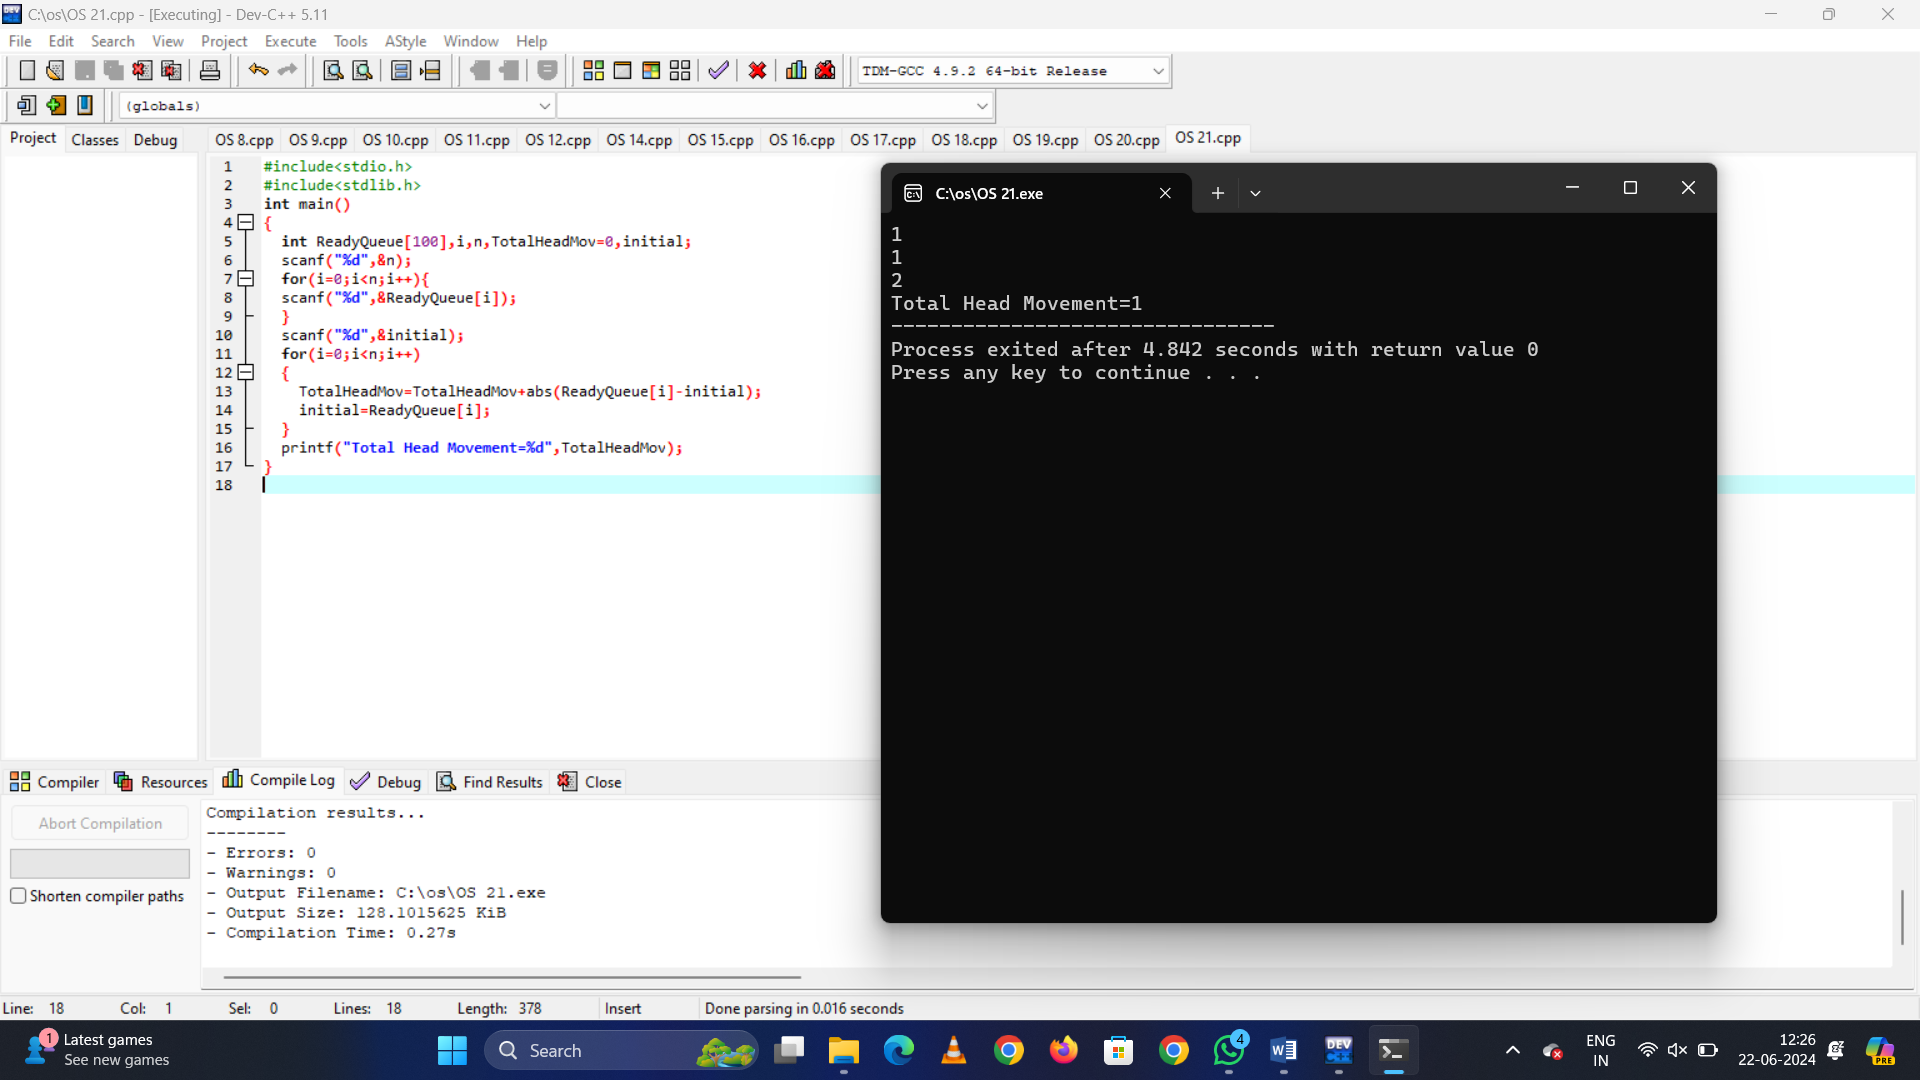 C:\os\OS 21.cpp - [Executing] - Dev-C++ 5.11
File Edit Search View Project Execute Tools AStyle Window Help
TDM-GCC 4.9.2 64-bit Release
(globals)
Project Classes Debug
OS 8.cpp OS 9.cpp OS 10.cpp OS 11.cpp OS 12.cpp OS 14.cpp OS 15.cpp OS 16.cpp OS 17.cpp OS 18.cpp OS 19.cpp OS 20.cpp OS 21.cpp
1 #include<stdio.h>
2 #include<stdlib.h>
3 int main()
4 {
5 int ReadyQueue[100],i,n,TotalHeadMov=0,initial;
6 scanf("%d",&n);
7 for(i=0;i<n;i++){
8 scanf("%d",&ReadyQueue[i]);
9 }
10 scanf("%d",&initial);
11 for(i=0;i<n;i++)
12 {
13 TotalHeadMov=TotalHeadMov+abs(ReadyQueue[i]-initial);
14 initial=ReadyQueue[i];
15 }
16 printf("Total Head Movement=%d",TotalHeadMov);
17 }
18
C:\os\OS 21.exe
1
1
2
Total Head Movement=1
--------------------------------
Process exited after 4.842 seconds with return value 0
Press any key to continue . . .
Compiler Resources Compile Log Debug Find Results Close
Abort Compilation
Shorten compiler paths
Compilation results...
--------
- Errors: 0
- Warnings: 0
- Output Filename: C:\os\OS 21.exe
- Output Size: 128.1015625 KiB
- Compilation Time: 0.27s
Line: 18 Col: 1 Sel: 0 Lines: 18 Length: 378 Insert Done parsing in 0.016 seconds
1
Latest games
See new games
Search
DEV
4
ENG
IN
12:26
22-06-2024
PRE